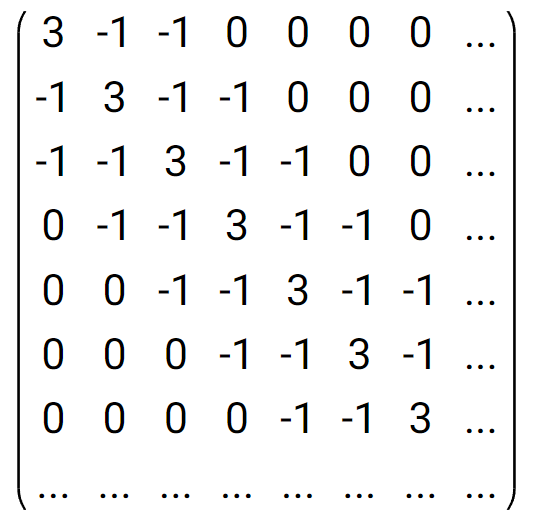 3 -1 -1 0 0 0 0 ...
-1 3 -1 -1 0 0 0 ...
-1 -1 3 -1 -1 0 0 ...
0 -1 -1 3 -1 -1 0 ...
0 0 -1 -1 3 -1 -1 ...
0 0 0 -1 -1 3 -1 ...
0 0 0 0 -1 -1 3 ...
... ... ... ... ... ... ... ...